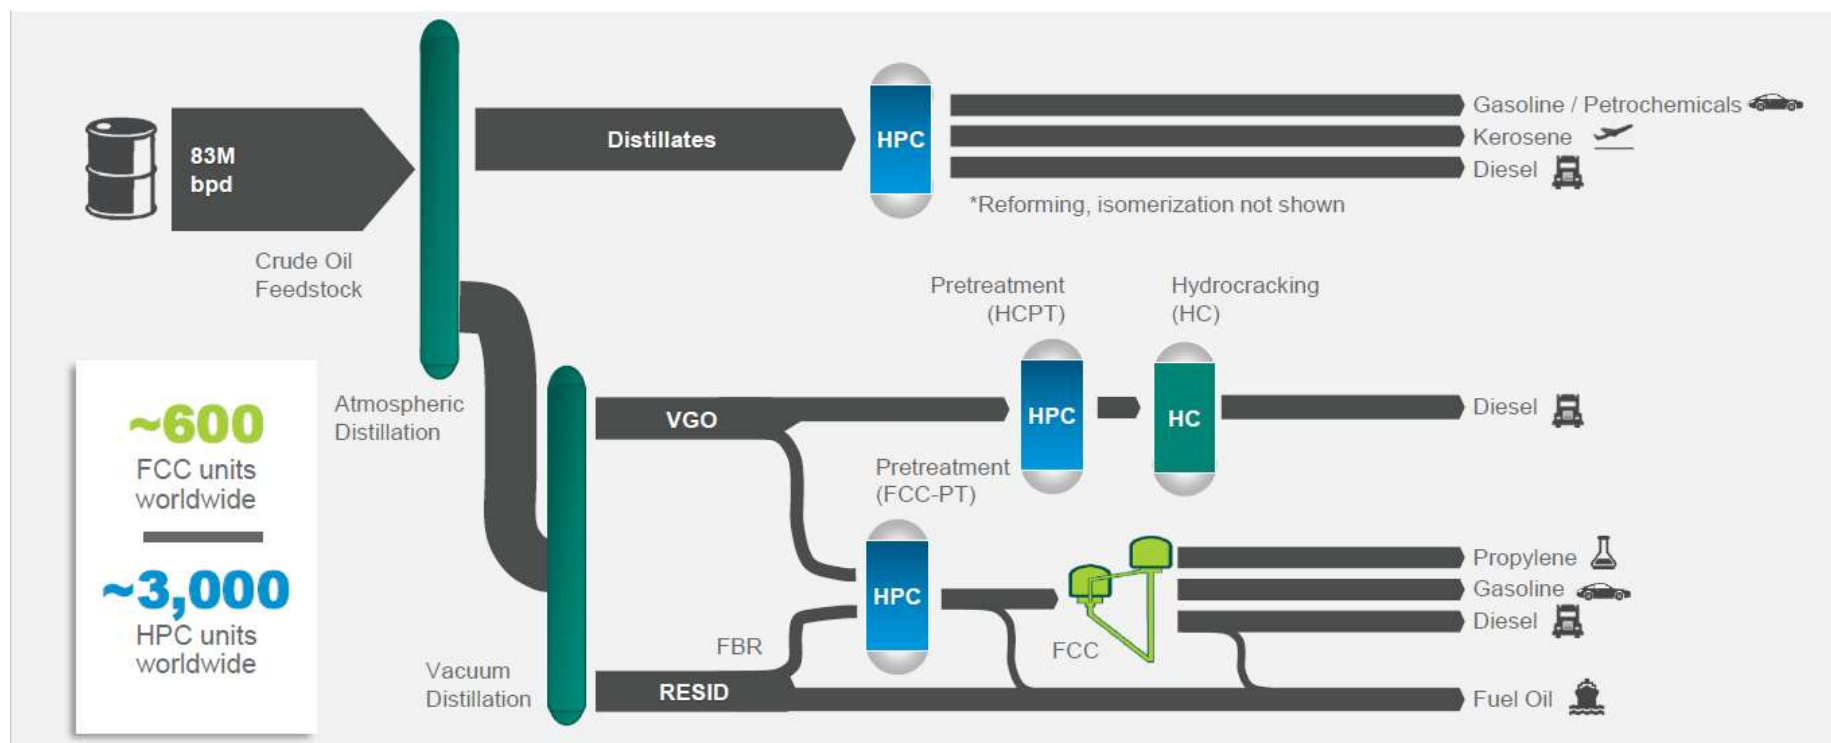 83M
bpd
Crude Oil
Feedstock
Distillates
HPC
Gasoline / Petrochemicals
Kerosene
Diesel
*Reforming, isomerization not shown
Atmospheric
Distillation
~600
FCC units
worldwide
~3,000
HPC units
worldwide
Vacuum
Distillation
VGO
Pretreatment
(HCPT)
HPC
Hydrocracking
(HC)
HC
Diesel
Pretreatment
(FCC-PT)
HPC
FBR
RESID
FCC
Propylene
Gasoline
Diesel
Fuel Oil